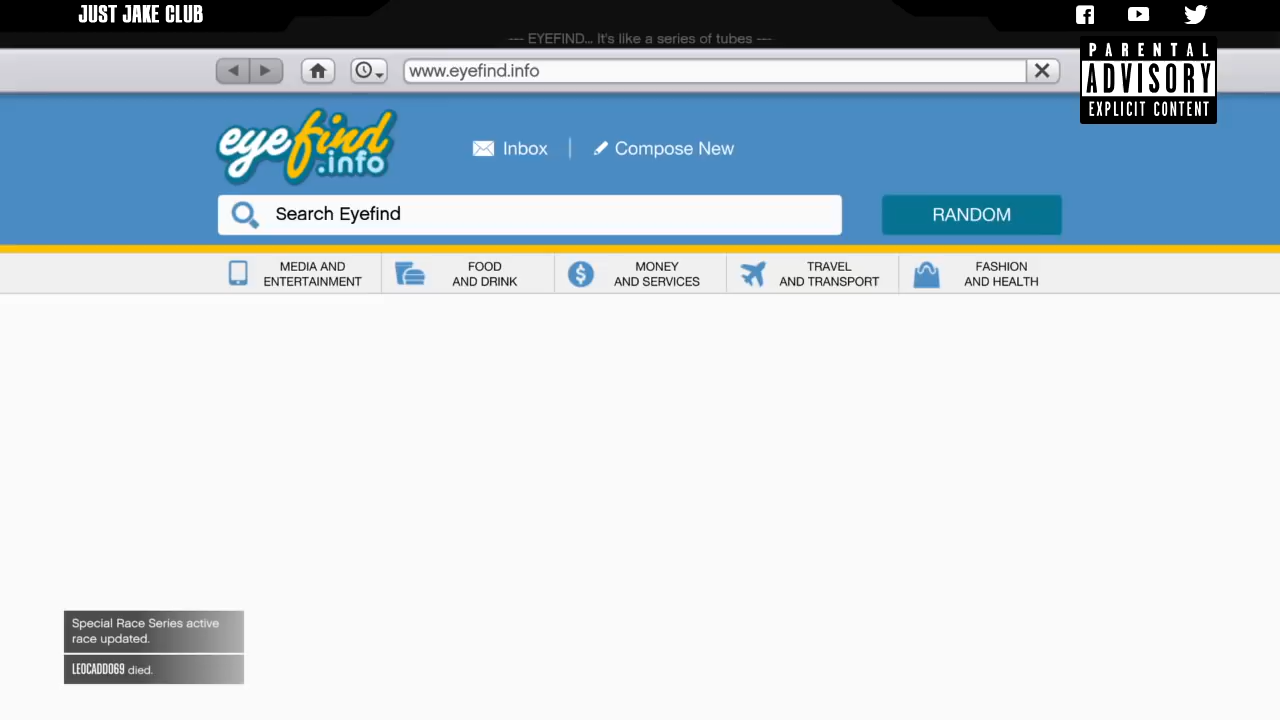 JUST JAKE CLUB
--- EYEFIND... It's like a series of tubes ---
www.eyefind.info
PARENTAL
ADVISORY
EXPLICIT CONTENT
eyefind
.info
Inbox
Compose New
Search Eyefind
RANDOM
MEDIA AND
ENTERTAINMENT
FOOD
AND DRINK
MONEY
AND SERVICES
TRAVEL
AND TRANSPORT
FASHION
AND HEALTH
Special Race Series active
race updated.
LEOCADDO69 died.